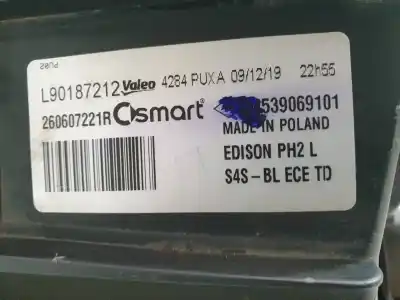 L90187212 Valeo 4284 PUXA 09/12/19 22h55
260607221R smart 539069101
MADE IN POLAND
EDISON PH2 L
S4S-BL ECE TD